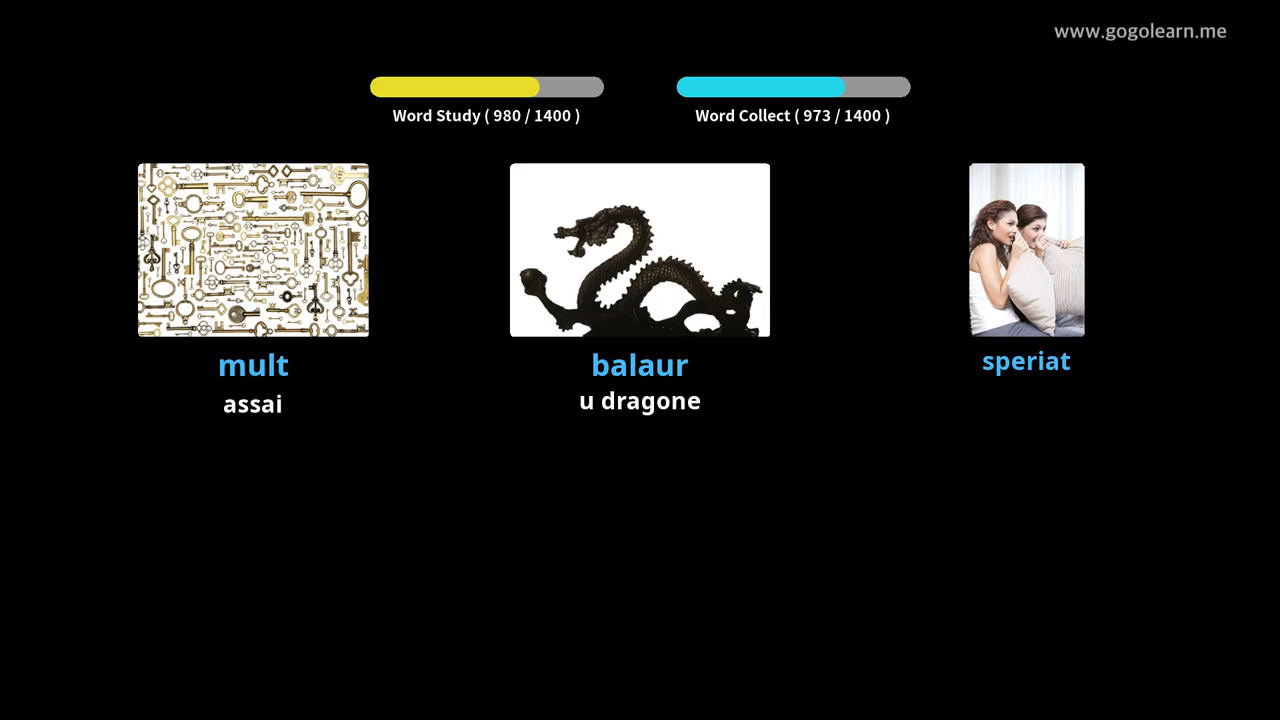 www.gogolearn.me
Word Study ( 980 / 1400 )
Word Collect ( 973 / 1400 )
mult
assai
balaur
u dragone
speriat